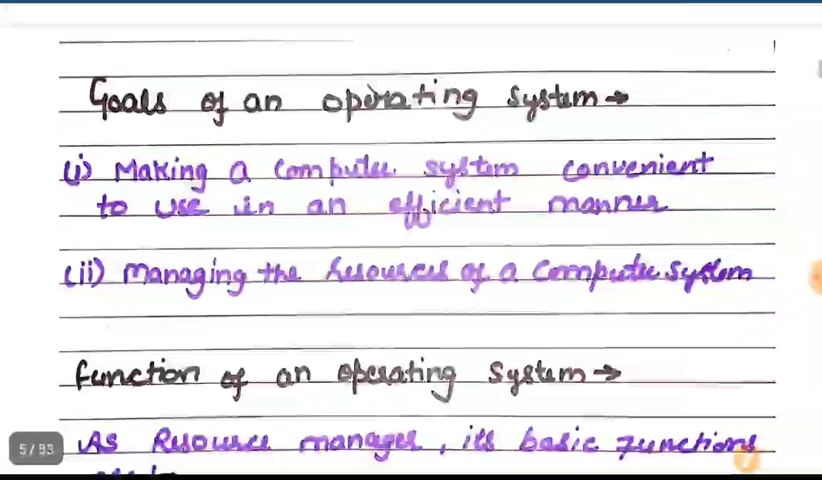 Goals of an operating system →
(i) Making a Computer system convenient
to use in an efficient manner
(ii) Managing the Resources of a Computer System
Function of an operating system →
As Resource manager, its basic functions
5/93